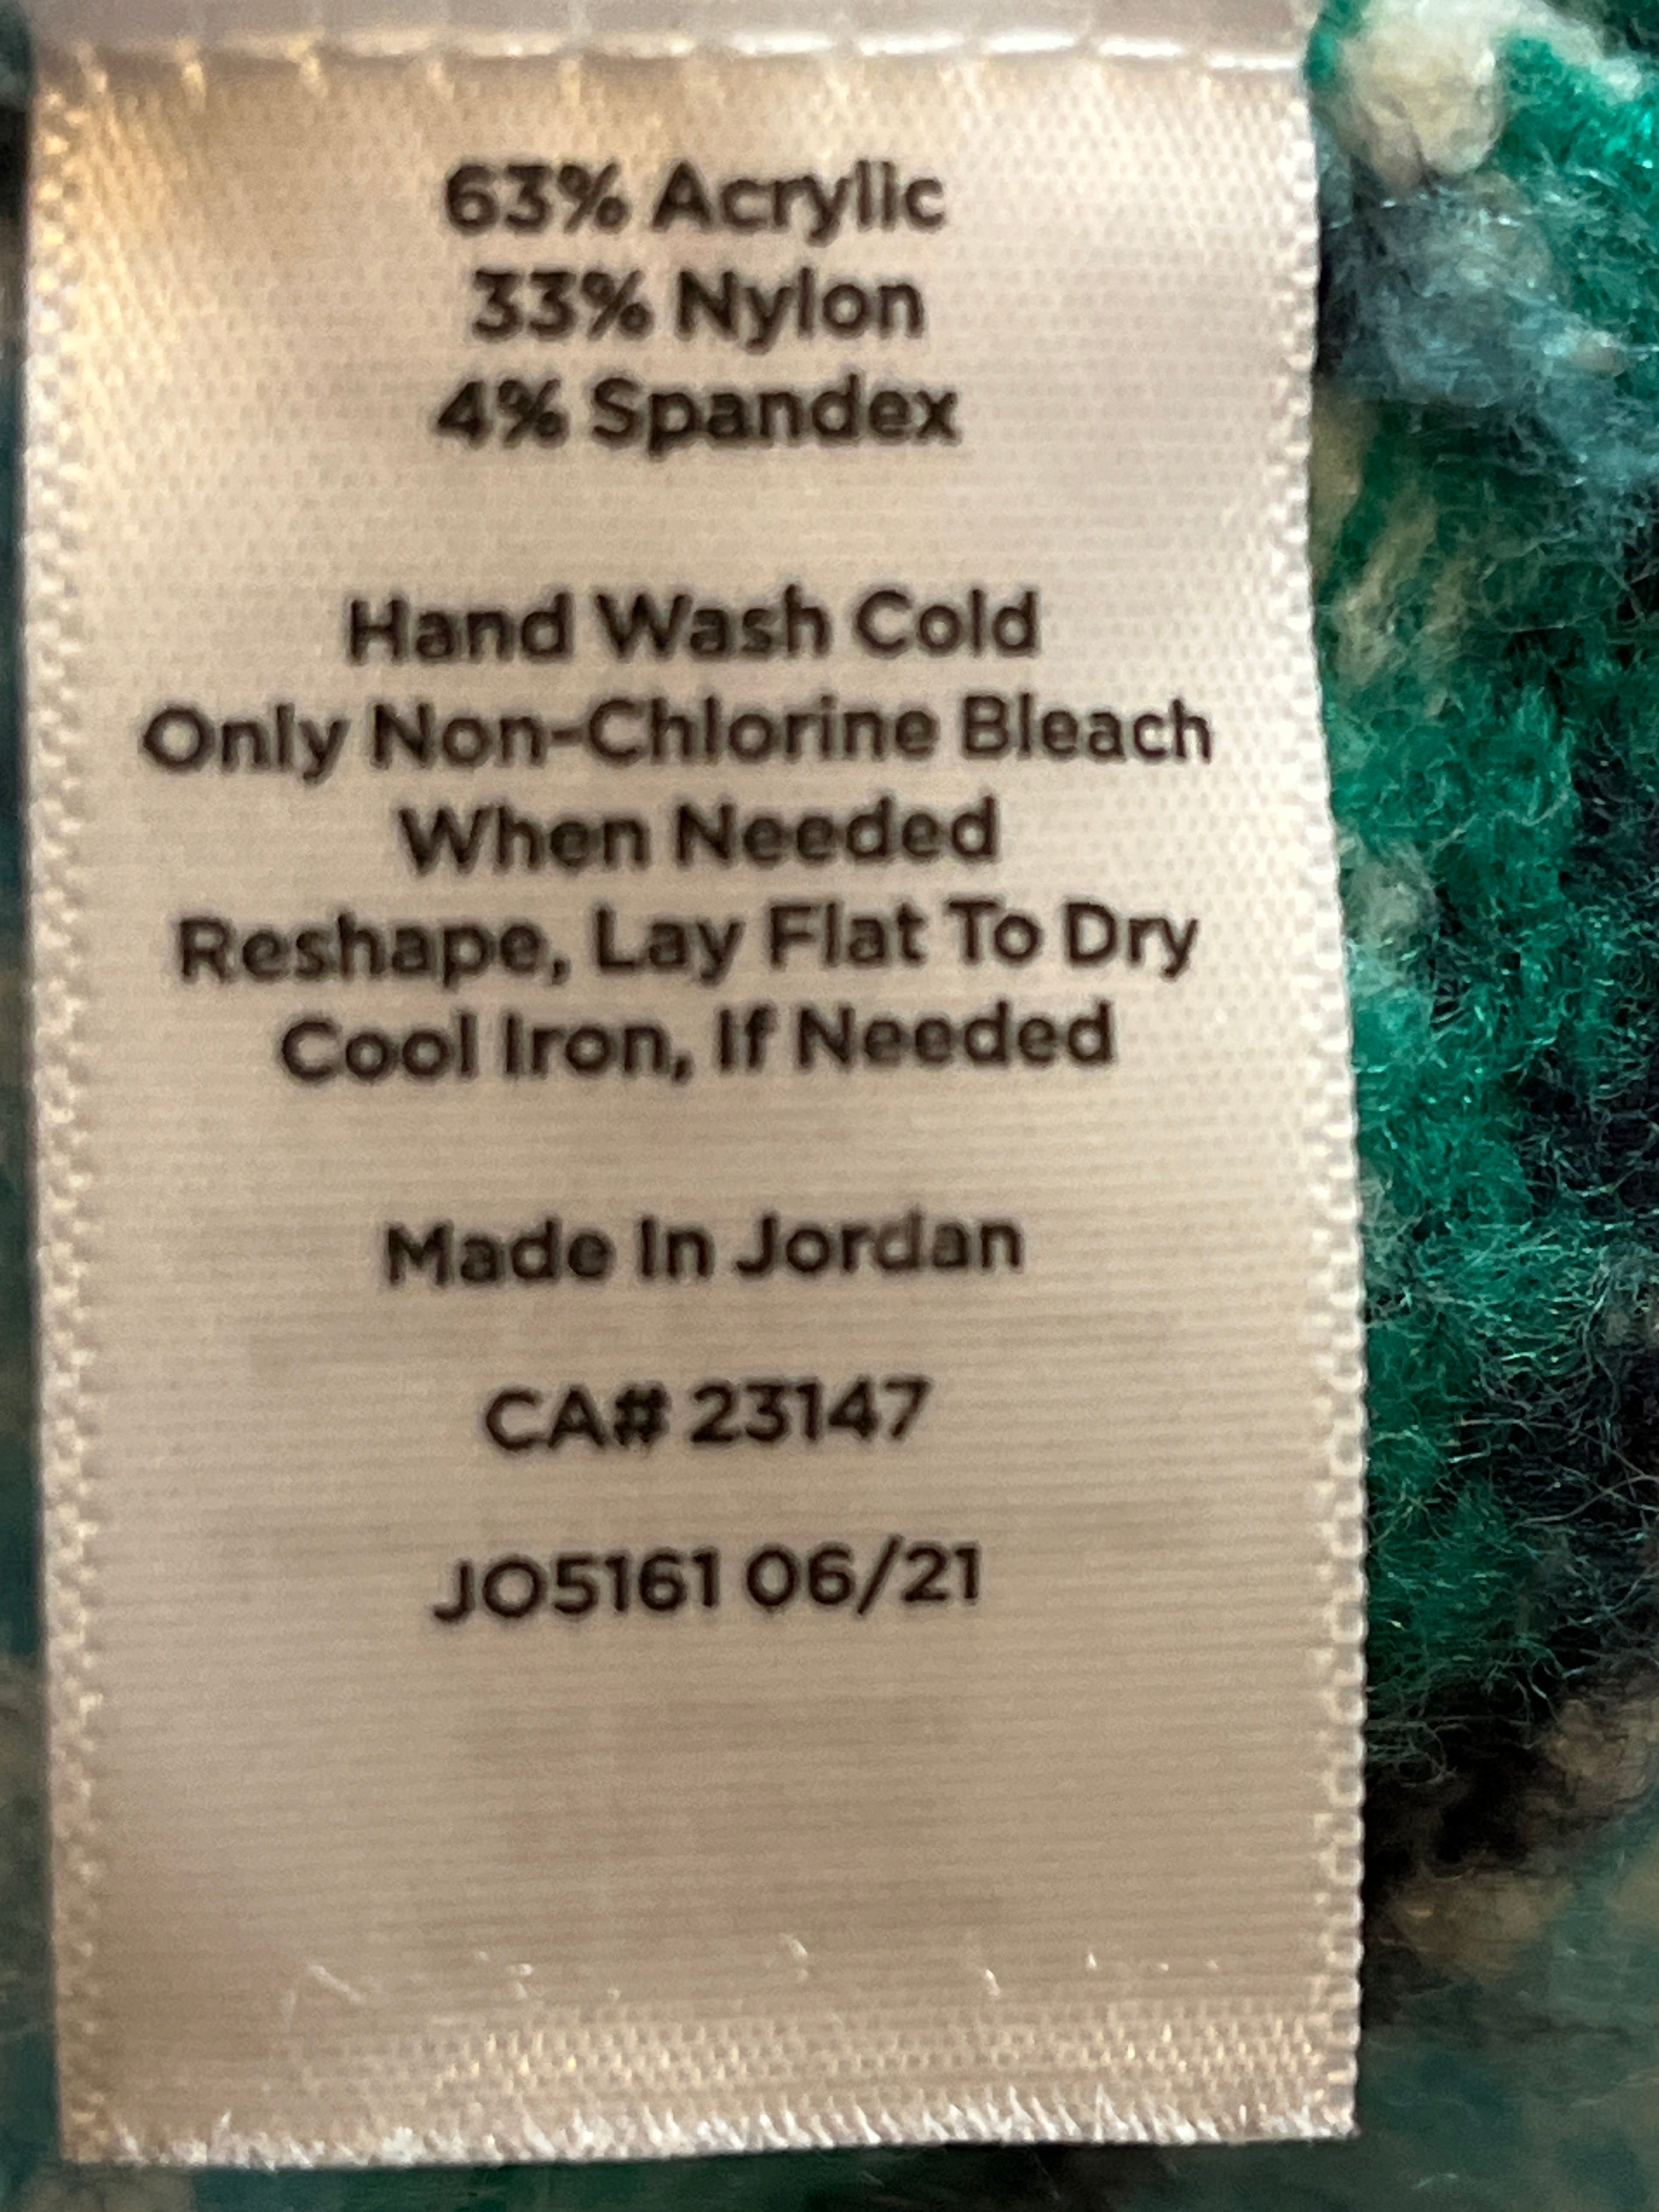 63% Acrylic
33% Nylon
4% Spandex
Hand Wash Cold
Only Non-Chlorine Bleach
When Needed
Reshape, Lay Flat To Dry
Cool Iron, If Needed
Made In Jordan
CA# 23147
JO5161 06/21